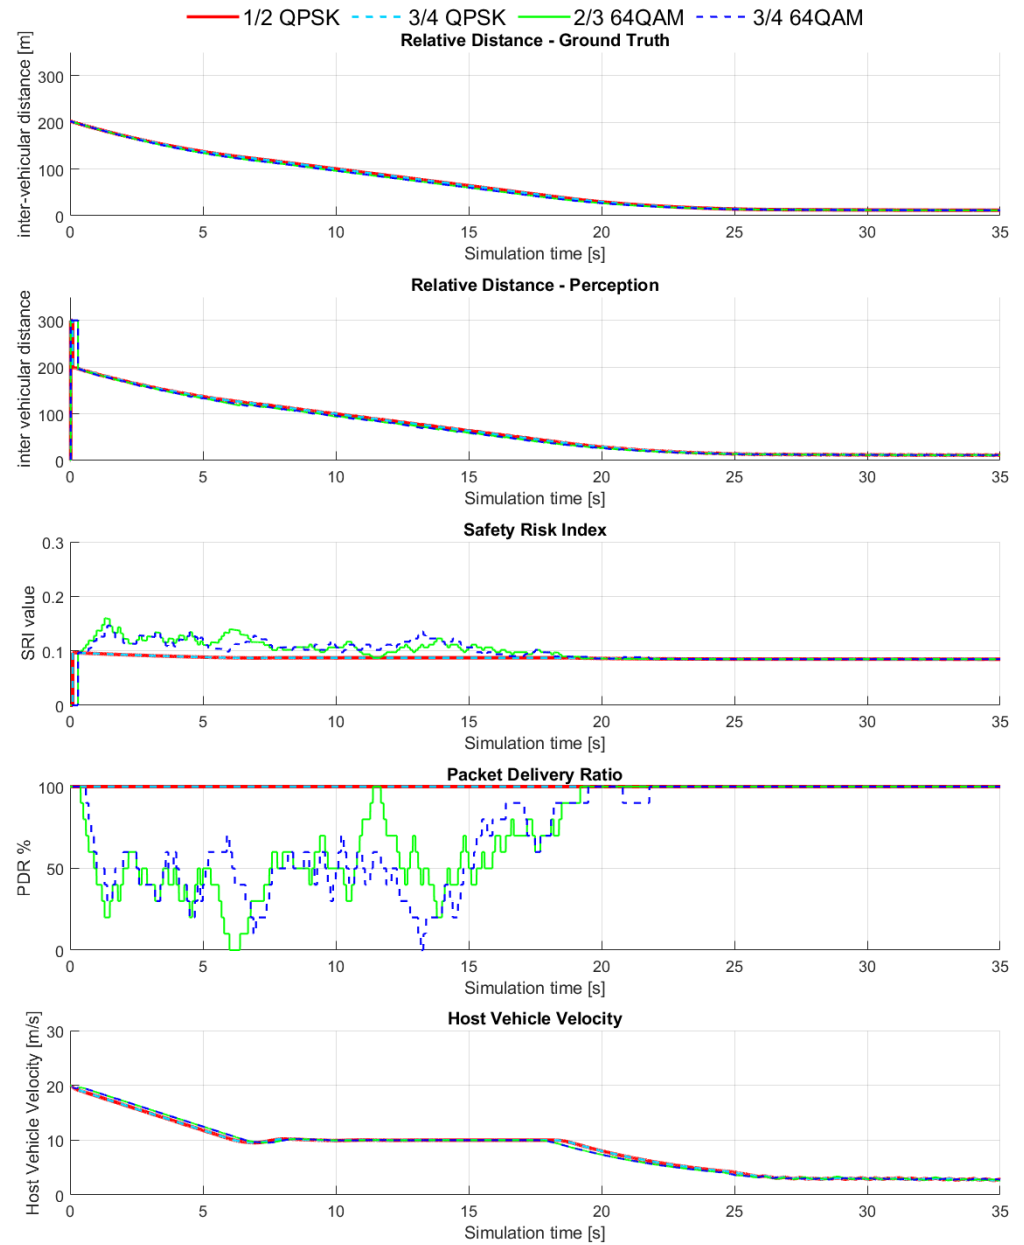 1/2 QPSK 3/4 QPSK 2/3 64QAM 3/4 64QAM
Relative Distance - Ground Truth
inter-vehicular distance [m]
300
200
100
0
0 5 10 15 20 25 30 35
Simulation time [s]
Relative Distance - Perception
inter vehicular distance
300
200
100
0
0 5 10 15 20 25 30 35
Simulation time [s]
Safety Risk Index
SRI value
0.3
0.2
0.1
0
0 5 10 15 20 25 30 35
Simulation time [s]
Packet Delivery Ratio
PDR %
100
50
0
0 5 10 15 20 25 30 35
Simulation time [s]
Host Vehicle Velocity
Host Vehicle Velocity [m/s]
30
20
10
0
0 5 10 15 20 25 30 35
Simulation time [s]